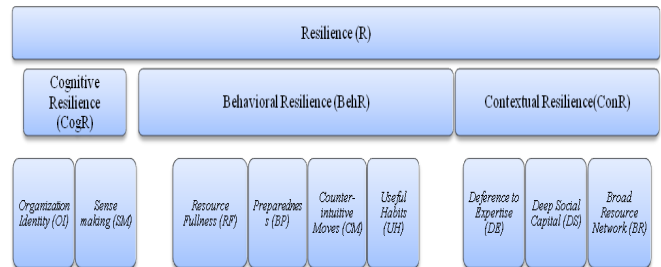 Resilience (R)
Cognitive
Resilience
(CogR)
Behavioral Resilience (BehR)
Contextual Resilience(ConR)
Organization
Identity (OI)
Sense
making (SM)
Resource
Fullness (RF)
Preparednes
s (BP)
Counter-
intuitive
Moves (CM)
Useful
Habits
(UH)
Deference to
Expertise
(DE)
Deep Social
Capital (DS)
Broad
Resource
Network (BR)